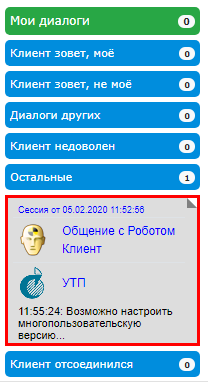 Мои диалоги 0
Клиент зовет, моё 0
Клиент зовет, не моё 0
Диалоги других 0
Клиент недоволен 0
Остальные 1
Сессия от 05.02.2020 11:52:56
Общение с Роботом
Клиент
УТП
11:55:24: Возможно настроить
многопользовательскую
версию...
Клиент отсоединился 0